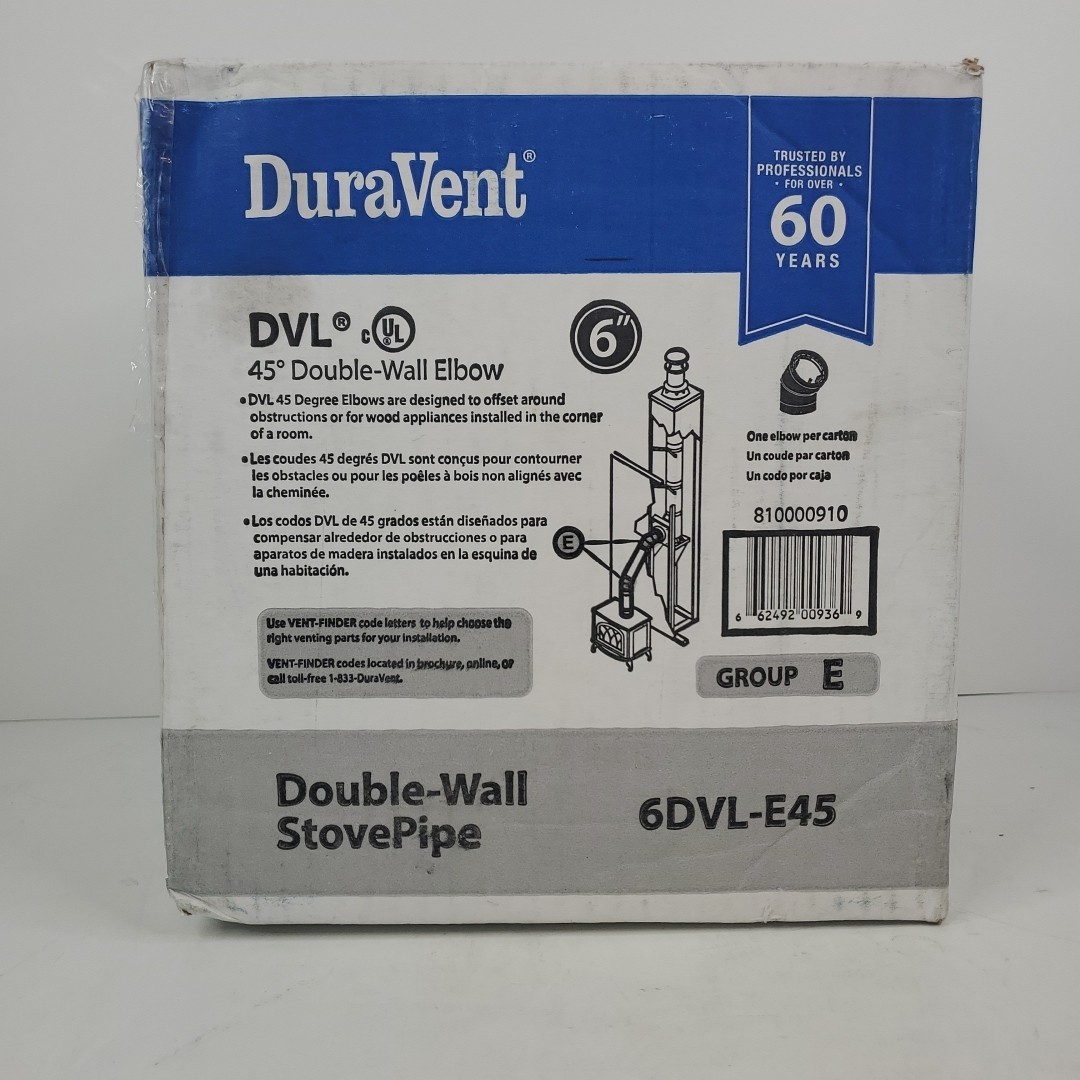 DuraVent®
TRUSTED BY
PROFESSIONALS
• FOR OVER •
60
YEARS
DVL® c UL ®
6"
45° Double-Wall Elbow
• DVL 45 Degree Elbows are designed to offset around
obstructions or for wood appliances installed in the corner
of a room.
• Les coudes 45 degrés DVL sont conçus pour contourner
les obstacles ou pour les poêles à bois non alignés avec
la cheminée.
• Los codos DVL de 45 grados están diseñados para
compensar alrededor de obstrucciones o para
aparatos de madera instalados en la esquina de
una habitación.
E
Use VENT-FINDER code letters to help choose the
right venting parts for your installation.
VENT-FINDER codes located in brochure, online, or
call toll-free 1-833-DuraVent.
One elbow per carton
Un coude par carton
Un codo por caja
810000910
6 62492 00936 9
GROUP E
Double-Wall
StovePipe
6DVL-E45